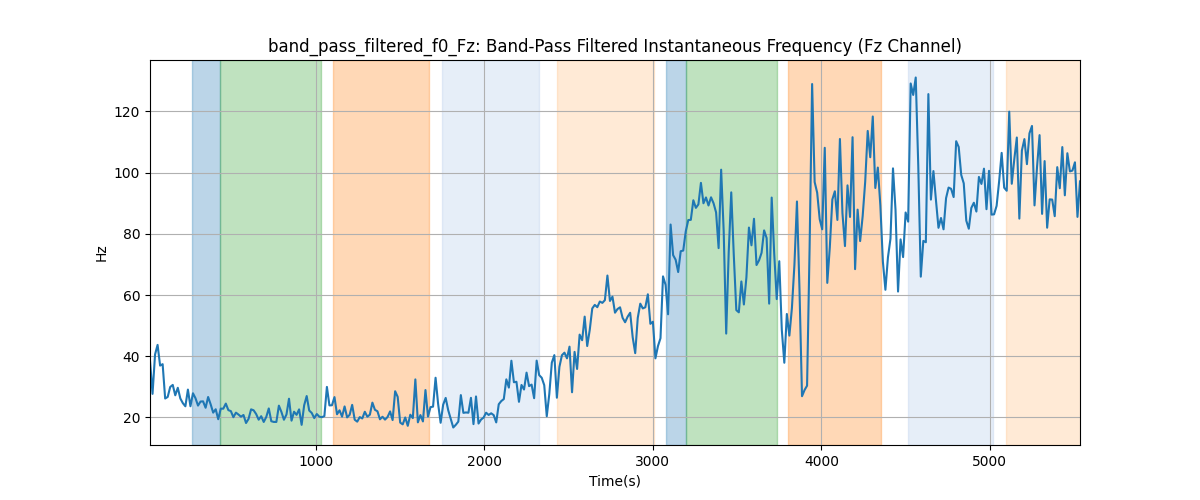 band_pass_filtered_f0_Fz: Band-Pass Filtered Instantaneous Frequency (Fz Channel)
120
100
80
60
40
20
Hz
1000 2000 3000 4000 5000
Time(s)